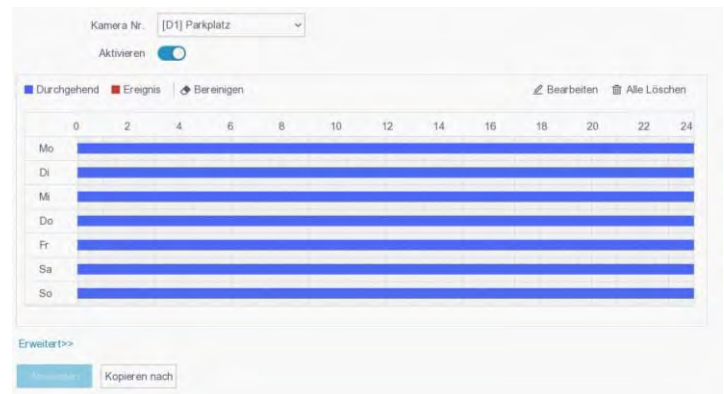 Kamera Nr. [D1] Parkplatz
Aktivieren
Durchgehend Ereignis Bereinigen Bearbeiten Alle Löschen
0 2 4 6 8 10 12 14 16 18 20 22 24
Mo
Di
Mi
Do
Fr
Sa
So
Erweitert>>
Kopieren nach